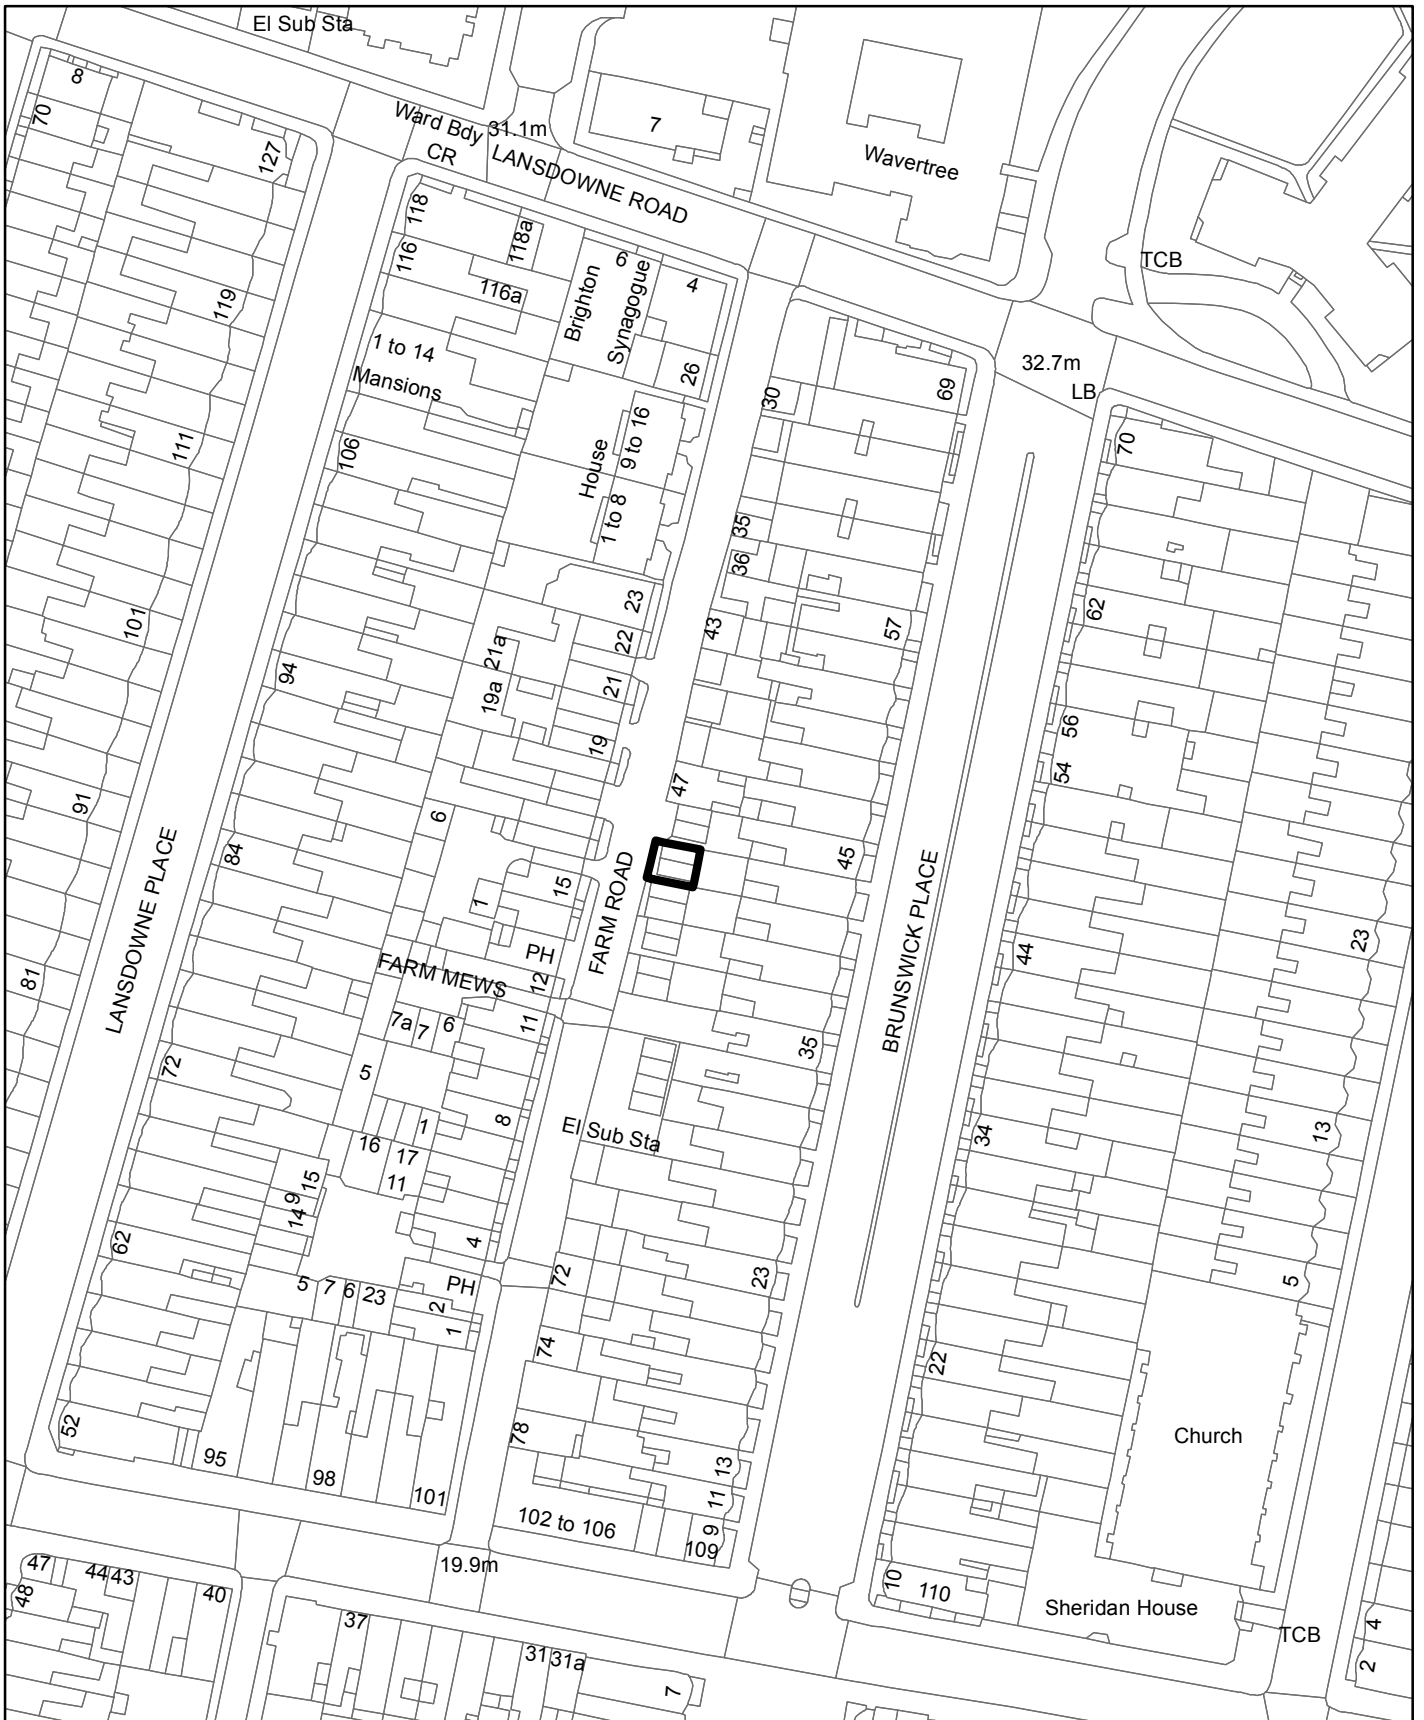 El Sub Sta
8
70
127
Ward Bdy 31.1m
CR
LANSDOWNE ROAD
7
Wavertree
TCB
118
118a
116
116a
6
4
Brighton
Synagogue
26
119
1 to 14
Mansions
32.7m
LB
69
30
70
111
106
House
9 to 16
1 to 8
35
36
23
43
57
62
101
22
21a
21
94
19a
19
56
54
47
91
6
84
45
LANSDOWNE PLACE
FARM ROAD
BRUNSWICK PLACE
15
1
PH
FARM MEWS
12
44
23
81
7a
7
6
11
35
72
5
8
El Sub Sta
34
13
1
16
17
11
15
9
14
62
4
5
7
6
23
PH
2
1
72
23
5
74
22
52
95
98
101
78
13
11
9
102 to 106
109
Church
19.9m
47
48
44
43
40
10
110
Sheridan House
TCB
4
2
37
31
31a
7